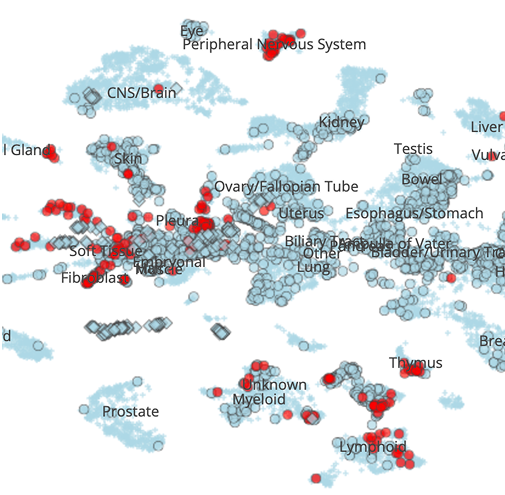 Eye
Peripheral Nervous System
CNS/Brain
Kidney
Liver
Testis
l Gland
Skin
Vulva
Bowel
Ovary/Fallopian Tube
Pleura
Uterus
Esophagus/Stomach
Biliary Tract
Ampulla of Vater
Soft Tissue
Other
Bladder/Urinary Tra
Embryonal
Lung
Muscle
Fibroblast
H
d
Brea
Thymus
Unknown
Myeloid
Prostate
Lymphoid